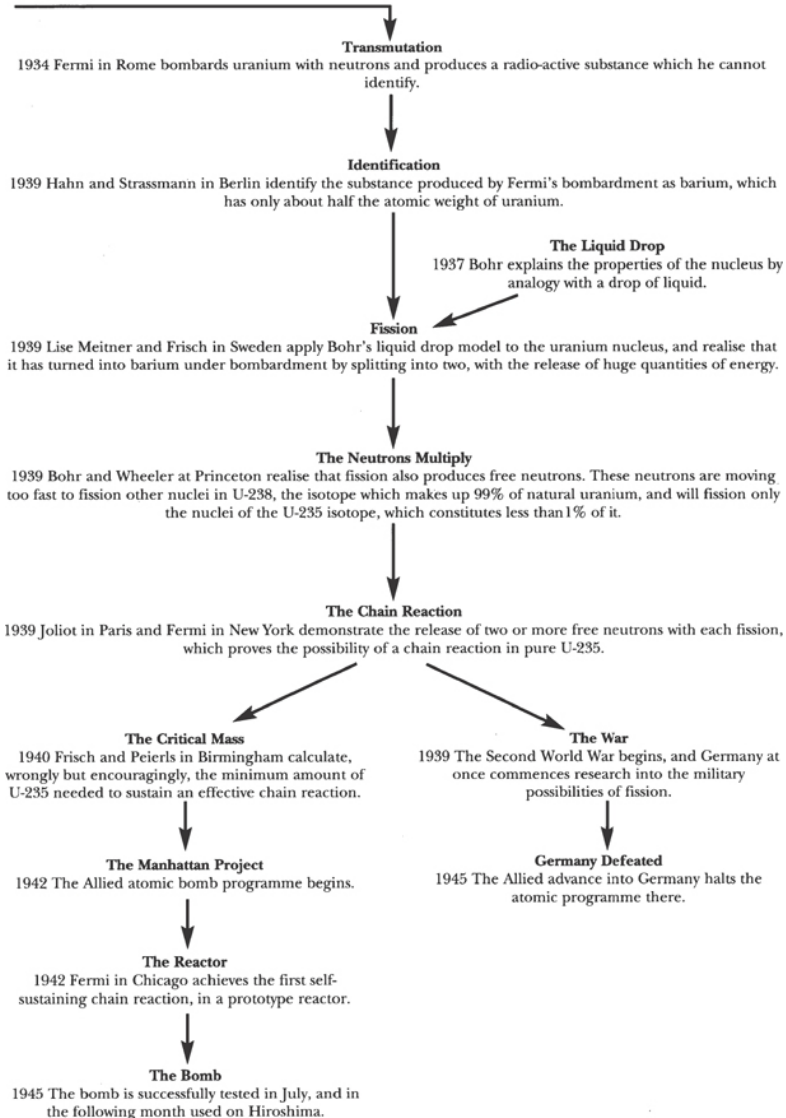 Transmutation
1934 Fermi in Rome bombards uranium with neutrons and produces a radio-active substance which he cannot
identify.
Identification
1939 Hahn and Strassmann in Berlin identify the substance produced by Fermi's bombardment as barium, which
has only about half the atomic weight of uranium.
The Liquid Drop
1937 Bohr explains the properties of the nucleus by
analogy with a drop of liquid.
Fission
1939 Lise Meitner and Frisch in Sweden apply Bohr's liquid drop model to the uranium nucleus, and realise that
it has turned into barium under bombardment by splitting into two, with the release of huge quantities of energy.
The Neutrons Multiply
1939 Bohr and Wheeler at Princeton realise that fission also produces free neutrons. These neutrons are moving
too fast to fission other nuclei in U-238, the isotope which makes up 99% of natural uranium, and will fission only
the nuclei of the U-235 isotope, which constitutes less than 1% of it.
The Chain Reaction
1939 Joliot in Paris and Fermi in New York demonstrate the release of two or more free neutrons with each fission,
which proves the possibility of a chain reaction in pure U-235.
The Critical Mass
1940 Frisch and Peierls in Birmingham calculate,
wrongly but encouragingly, the minimum amount of
U-235 needed to sustain an effective chain reaction.
The War
1939 The Second World War begins, and Germany at
once commences research into the military
possibilities of fission.
The Manhattan Project
1942 The Allied atomic bomb programme begins.
Germany Defeated
1945 The Allied advance into Germany halts the
atomic programme there.
The Reactor
1942 Fermi in Chicago achieves the first self-
sustaining chain reaction, in a prototype reactor.
The Bomb
1945 The bomb is successfully tested in July, and in
the following month used on Hiroshima.